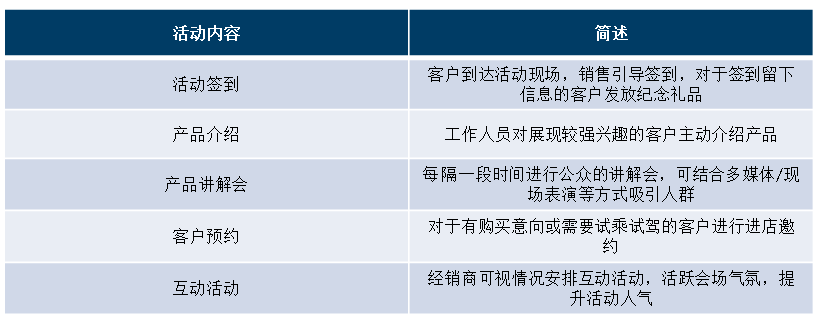 活动内容
简述
活动签到
客户到达活动现场，销售引导签到，对于签到留下
信息的客户发放纪念礼品
产品介绍
工作人员对展现较强兴趣的客户主动介绍产品
产品讲解会
每隔一段时间进行公众的讲解会，可结合多媒体/现
场表演等方式吸引人群
客户预约
对于有购买意向或需要试乘试驾的客户进行进店邀
约
互动活动
经销商可视情况安排互动活动，活跃会场气氛，提
升活动人气